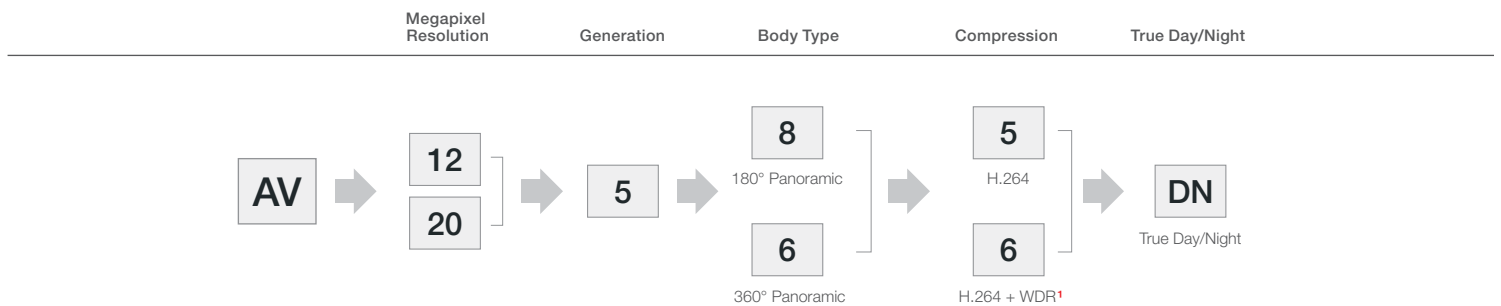 Megapixel
Resolution
Generation
Body Type
Compression
True Day/Night
AV
12
20
5
8
180° Panoramic
6
360° Panoramic
5
H.264
6
H.264 + WDR¹
DN
True Day/Night